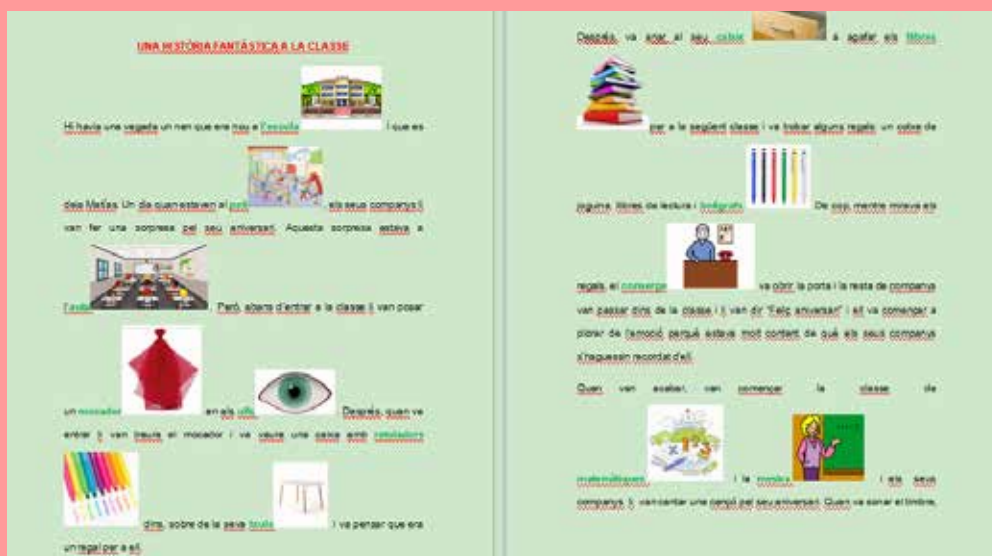 UNA HISTÒRIA FANTÀSTICA A LA CLASSE
Hi havia una vegada un nen que era nou a l'escola i que es
deia Matías. Un dia quan estaven al pati, els seus companys li
van fer una sorpresa pel seu aniversari. Aquesta sorpresa estava a
l'aula. Però, abans d'entrar a la classe li van posar
un mocador en els ulls. Després, quan va
entrar li van treure el mocador i va veure una caixa amb retoladors
dins, sobre de la seva taula i va pensar que era
un regal per a ell.
Després, va anar al seu calaix a agafar els llibres
per a la següent classe i va trobar alguns regals: un cotxe de
joguina, llibres de lectura i bolígrafs. De cop, mentre mirava els
regals, el conserge va obrir la porta i la resta de companys
van passar dins de la classe i li van dir "Feliç aniversari" i ell va començar a
plorar de l'emoció perquè estava molt content de què els seus companys
s'haguessin recordat d'ell.
Quan van acabar, van començar la classe de
matemàtiques i la mestra i els seus
companys li van cantar una cançó pel seu aniversari. Quan va sonar el timbre,